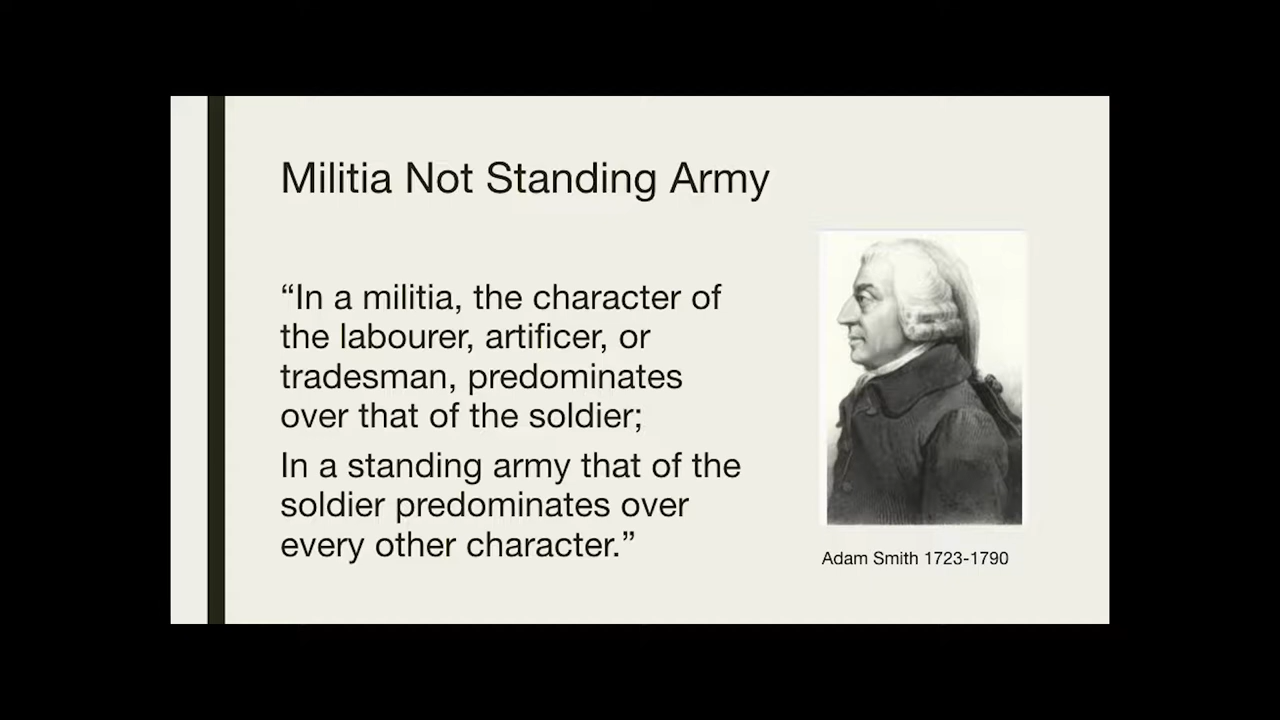 Militia Not Standing Army
“In a militia, the character of
the labourer, artificer, or
tradesman, predominates
over that of the soldier;
In a standing army that of the
soldier predominates over
every other character.”
Adam Smith 1723-1790